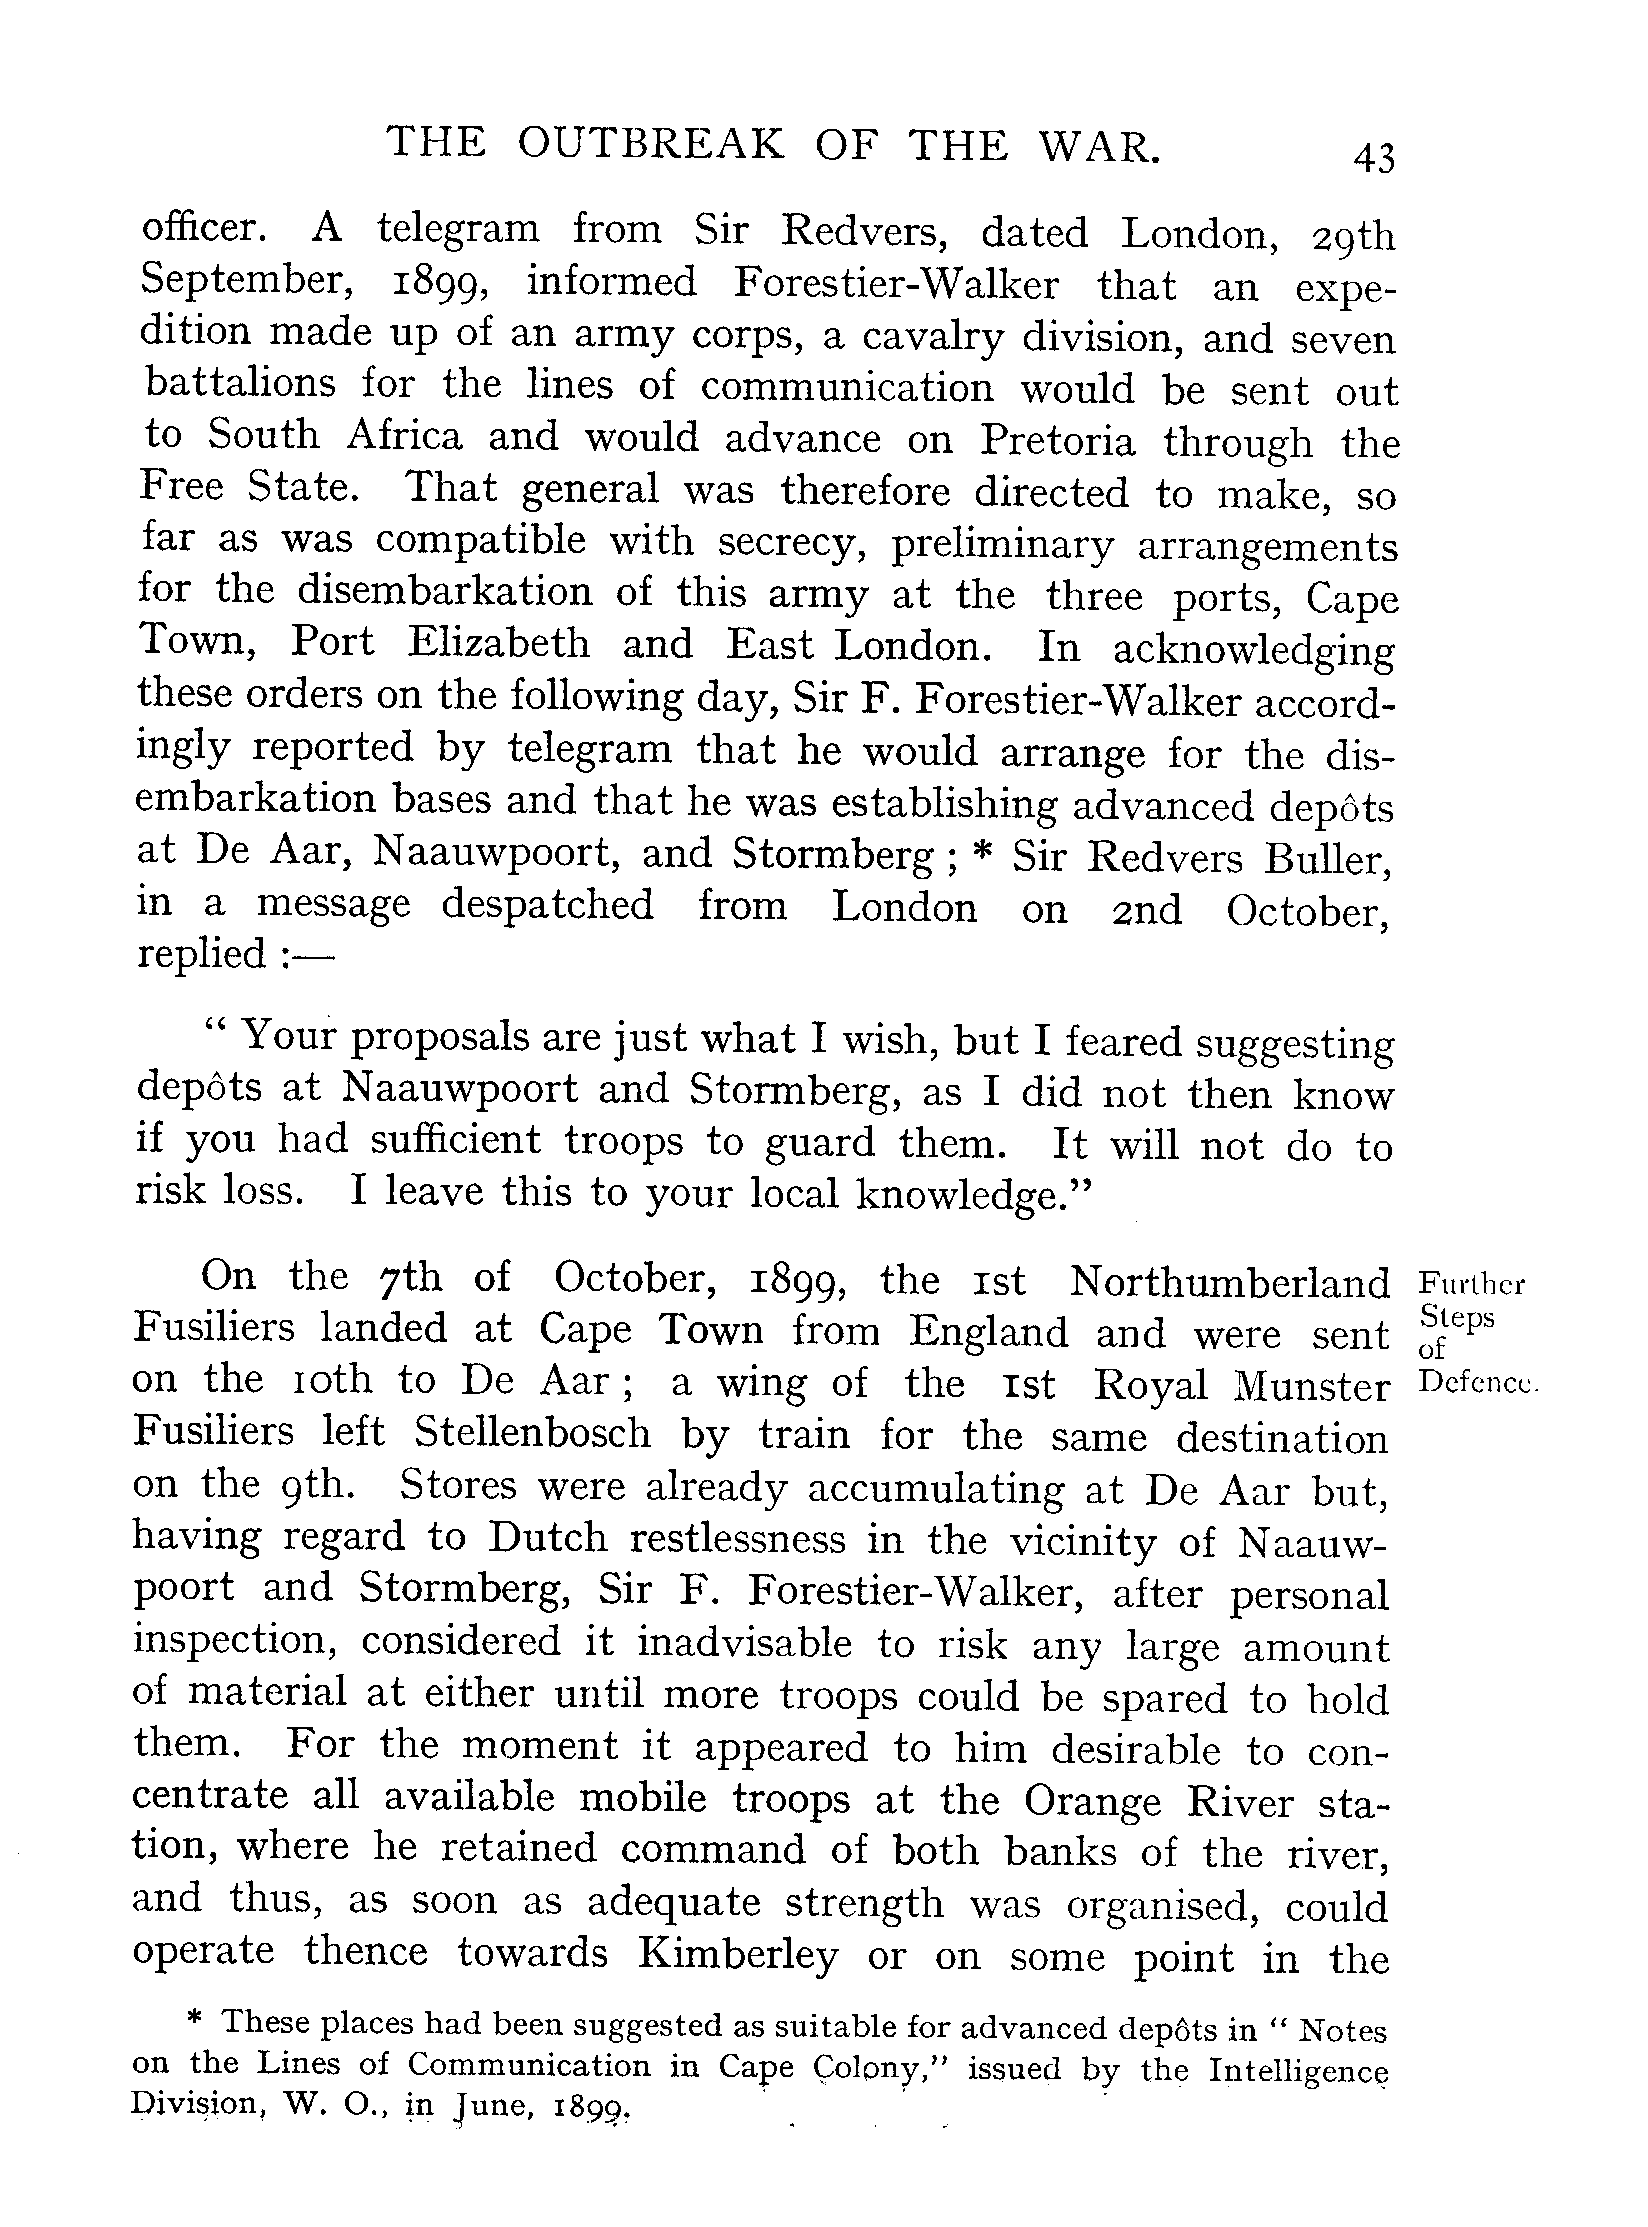 THE OUTBREAK OF THE WAR. 43
officer. A telegram from Sir Redvers, dated London, 29th
September, 1899, informed Forestier-Walker that an expe-
dition made up of an army corps, a cavalry division, and seven
battalions for the lines of communication would be sent out
to South Africa and would advance on Pretoria through the
Free State. That general was therefore directed to make, so
far as was compatible with secrecy, preliminary arrangements
for the disembarkation of this army at the three ports, Cape
Town, Port Elizabeth and East London. In acknowledging
these orders on the following day, Sir F. Forestier-Walker accord-
ingly reported by telegram that he would arrange for the dis-
embarkation bases and that he was establishing advanced depôts
at De Aar, Naauwpoort, and Stormberg ; * Sir Redvers Buller,
in a message despatched from London on 2nd October,
replied :—
“ Your proposals are just what I wish, but I feared suggesting
depôts at Naauwpoort and Stormberg, as I did not then know
if you had sufficient troops to guard them. It will not do to
risk loss. I leave this to your local knowledge.”
On the 7th of October, 1899, the 1st Northumberland
Fusiliers landed at Cape Town from England and were sent
on the 10th to De Aar ; a wing of the 1st Royal Munster
Fusiliers left Stellenbosch by train for the same destination
on the 9th. Stores were already accumulating at De Aar but,
having regard to Dutch restlessness in the vicinity of Naauw-
poort and Stormberg, Sir F. Forestier-Walker, after personal
inspection, considered it inadvisable to risk any large amount
of material at either until more troops could be spared to hold
them. For the moment it appeared to him desirable to con-
centrate all available mobile troops at the Orange River sta-
tion, where he retained command of both banks of the river,
and thus, as soon as adequate strength was organised, could
operate thence towards Kimberley or on some point in the
Further
Steps
of
Defence.
* These places had been suggested as suitable for advanced depôts in “ Notes
on the Lines of Communication in Cape Colony,” issued by the Intelligence
Division, W. O., in June, 1899.